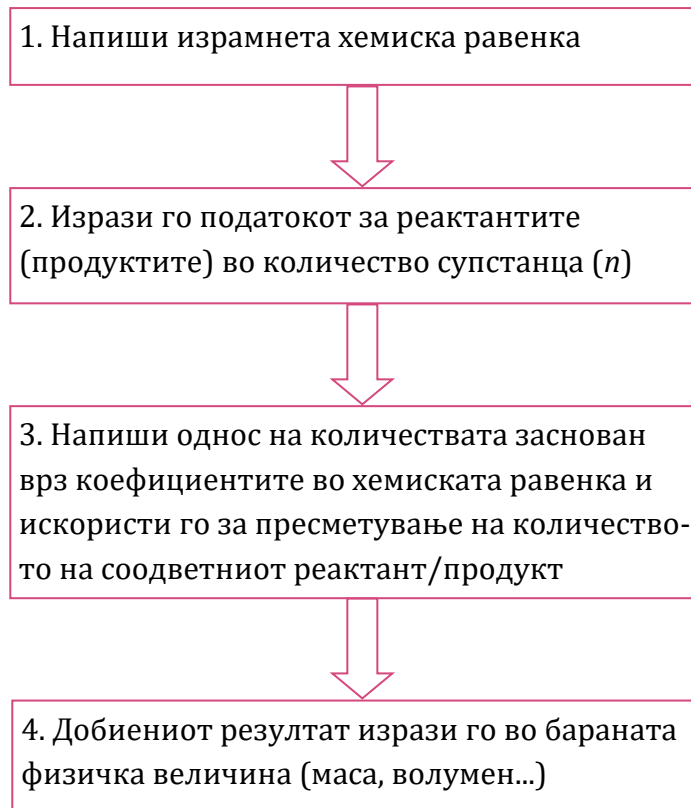 1. Напиши израмнета хемиска равенка
2. Изрази го податокот за реактантите
(продуктите) во количество супстанца (n)
3. Напиши однос на количествата заснован
врз коефициентите во хемиската равенка и
искористи го за пресметување на количество-
то на соодветниот реактант/продукт
4. Добиениот резултат изрази го во бараната
физичка величина (маса, волумен...)